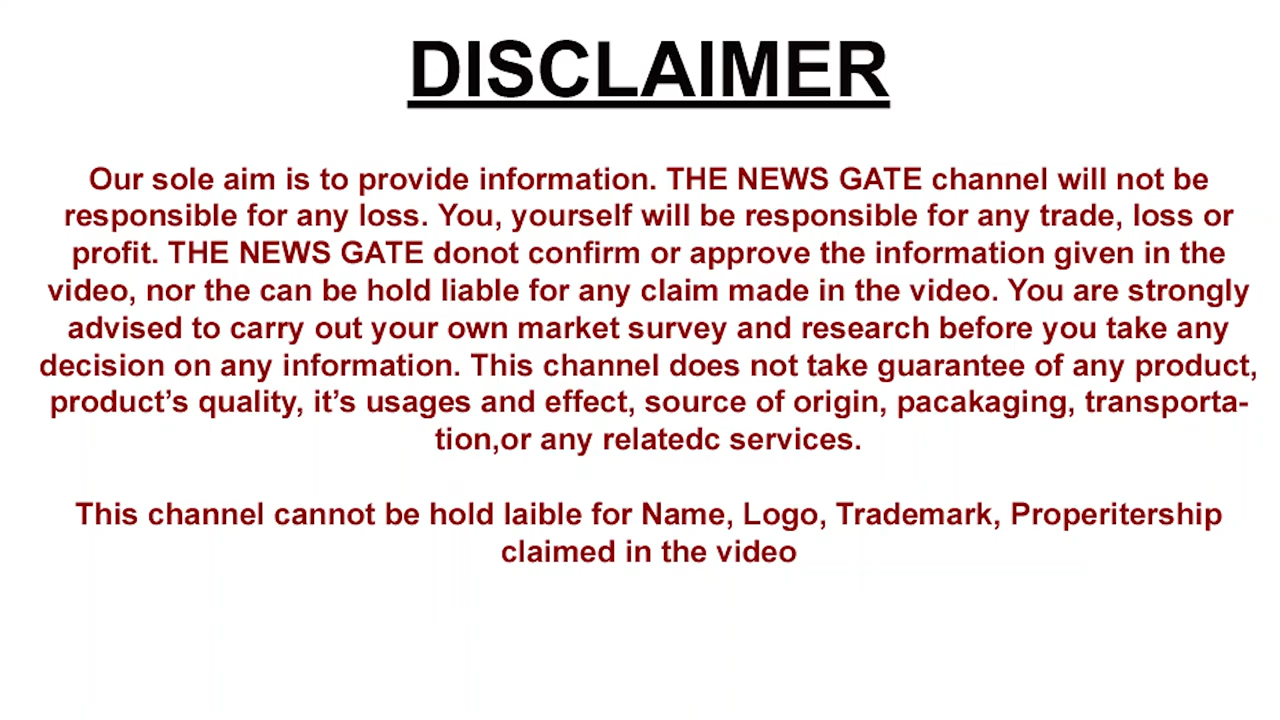 DISCLAIMER
Our sole aim is to provide information. THE NEWS GATE channel will not be
responsible for any loss. You, yourself will be responsible for any trade, loss or
profit. THE NEWS GATE donot confirm or approve the information given in the
video, nor the can be hold liable for any claim made in the video. You are strongly
advised to carry out your own market survey and research before you take any
decision on any information. This channel does not take guarantee of any product,
product’s quality, it’s usages and effect, source of origin, pacakaging, transporta-
tion,or any relatedc services.
This channel cannot be hold laible for Name, Logo, Trademark, Properitership
claimed in the video